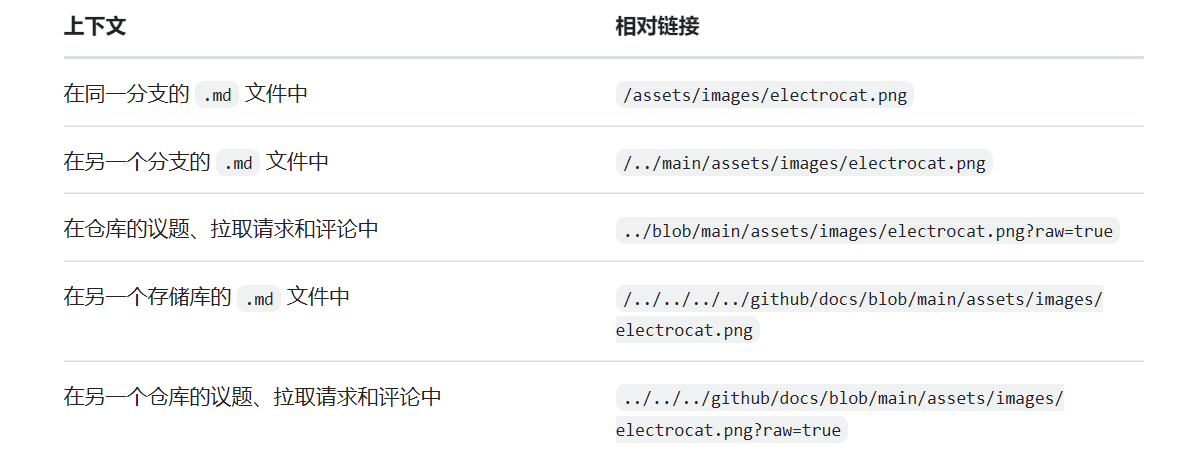 上下文 相对链接
在同一分支的 .md 文件中 /assets/images/electrocat.png
在另一个分支的 .md 文件中 /../main/assets/images/electrocat.png
在仓库的议题、拉取请求和评论中 ../blob/main/assets/images/electrocat.png?raw=true
在另一个存储库的 .md 文件中 /../../../../github/docs/blob/main/assets/images/
electrocat.png
在另一个仓库的议题、拉取请求和评论中 ../../../github/docs/blob/main/assets/images/
electrocat.png?raw=true